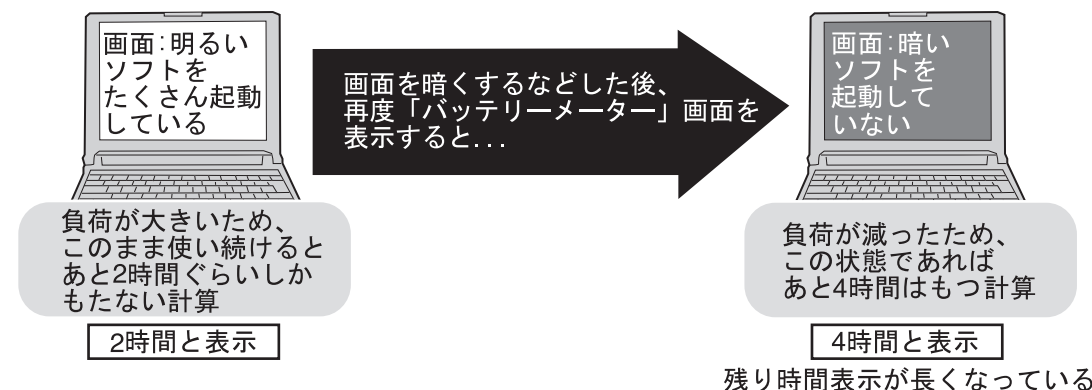 画面:明るい
ソフトを
たくさん起動
している
画面を暗くするなどした後、
再度「バッテリーメーター」画面を
表示すると...
画面:暗い
ソフトを
起動して
いない
負荷が大きいため、
このまま使い続けると
あと2時間ぐらいしか
もたない計算
2時間と表示
負荷が減ったため、
この状態であれば
あと4時間はもつ計算
4時間と表示
残り時間表示が長くなっている